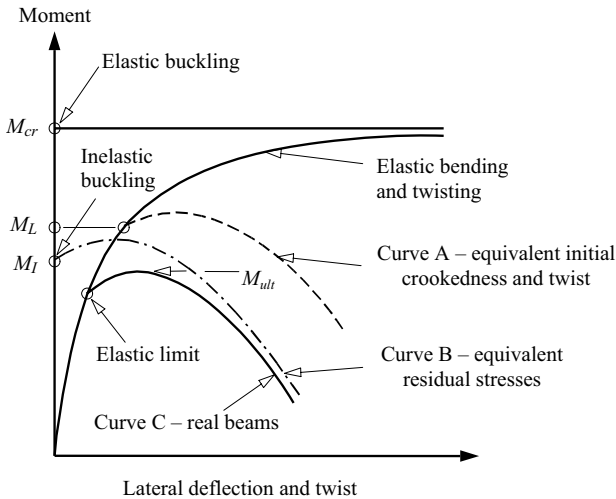 Moment
Elastic buckling
M_cr
Inelastic
buckling
Elastic bending
and twisting
M_L
M_I
Curve A – equivalent initial
crookedness and twist
M_ult
Elastic limit
Curve B – equivalent
residual stresses
Curve C – real beams
Lateral deflection and twist